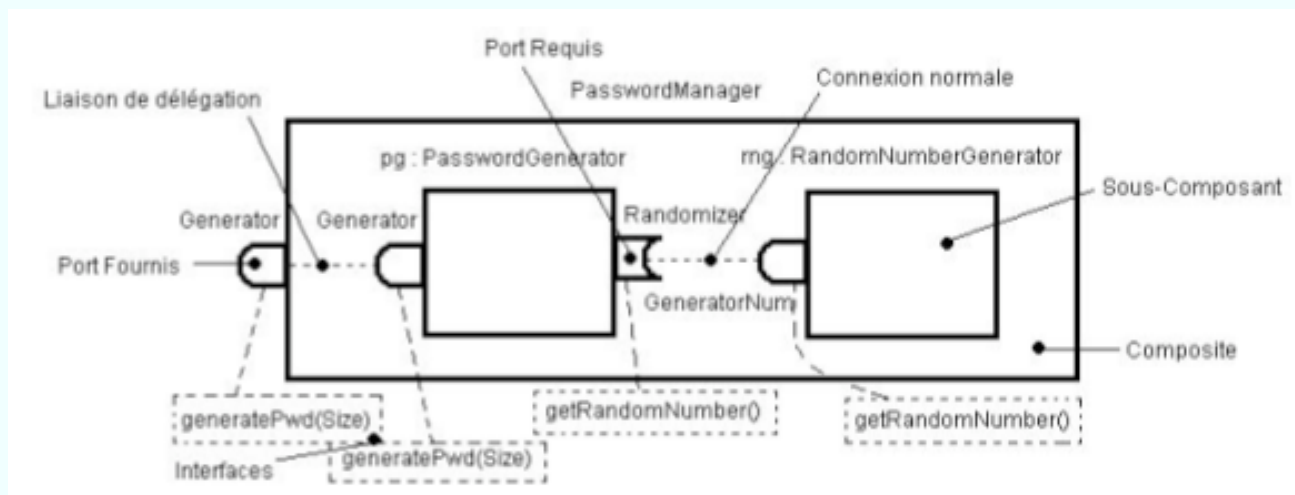 Port Requis
Connexion normale
PasswordManager
Liaison de délégation
pg : PasswordGenerator
rng : RandomNumberGenerator
Sous-Composant
Generator
Generator
Randomizer
Port Fournis
GeneratorNum
Composite
generatePwd(Size)
getRandomNumber()
getRandomNumber()
Interfaces
generatePwd(Size)